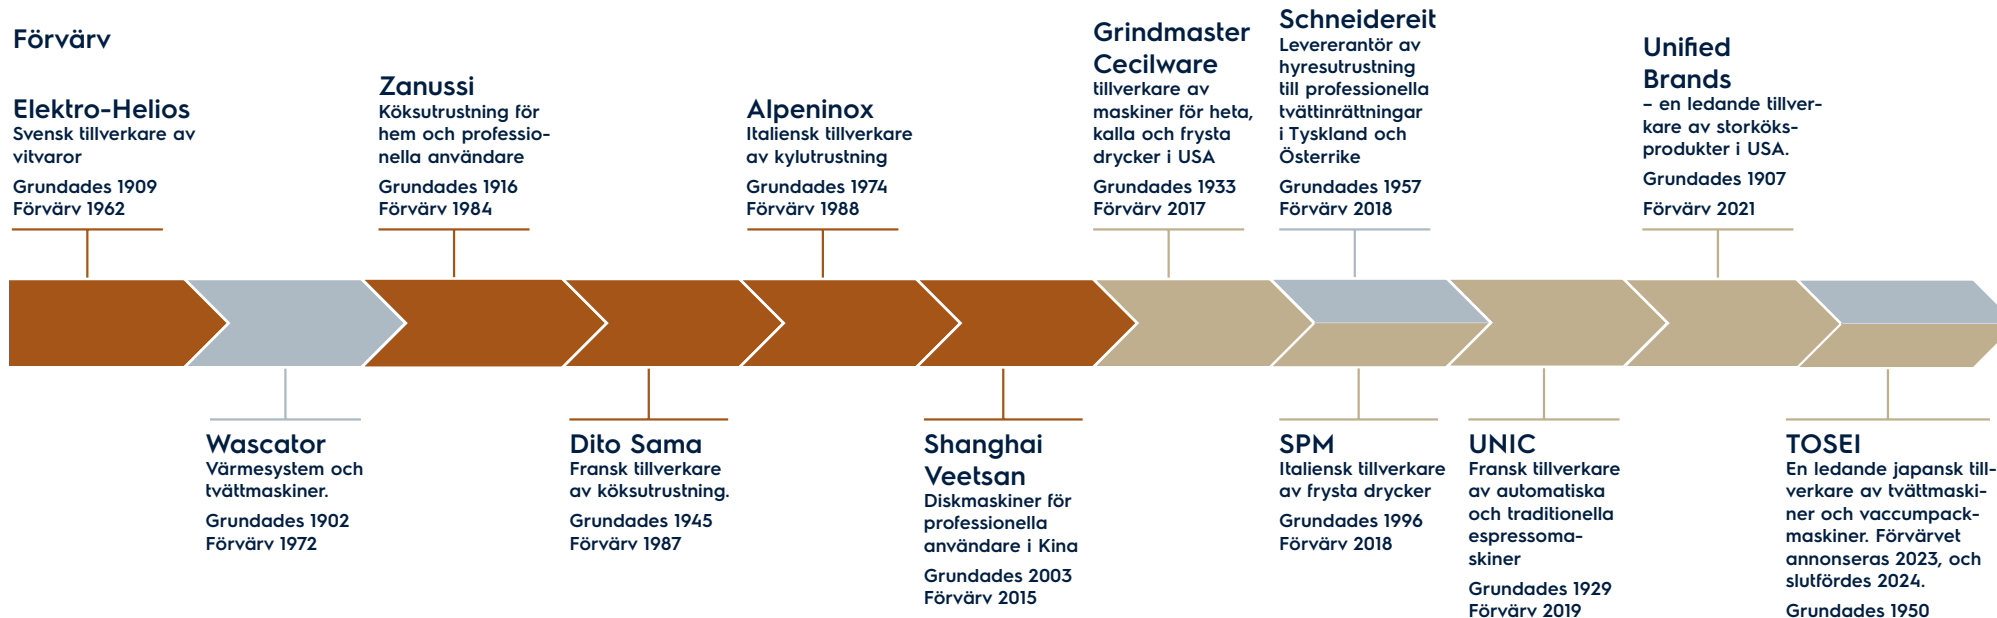 Förvärv
Elektro-Helios
Svensk tillverkare av
vitvaror
Grundades 1909
Förvärv 1962
Zanussi
Köksutrustning för
hem och professio-
nella användare
Grundades 1916
Förvärv 1984
Alpeninox
Italiensk tillverkare
av kylutrustning
Grundades 1974
Förvärv 1988
Grindmaster
Cecilware
tillverkare av
maskiner för heta,
kalla och frysta
drycker i USA
Grundades 1933
Förvärv 2017
Schneidereit
Levererantör av
hyresutrustning
till professionella
tvättinrättningar
i Tyskland och
Österrike
Grundades 1957
Förvärv 2018
Unified
Brands
– en ledande tillver-
kare av storköks-
produkter i USA.
Grundades 1907
Förvärv 2021
Wascator
Värmesystem och
tvättmaskiner.
Grundades 1902
Förvärv 1972
Dito Sama
Fransk tillverkare
av köksutrustning.
Grundades 1945
Förvärv 1987
Shanghai
Veetsan
Diskmaskiner för
professionella
användare i Kina
Grundades 2003
Förvärv 2015
SPM
Italiensk tillverkare
av frysta drycker
Grundades 1996
Förvärv 2018
UNIC
Fransk tillverkare
av automatiska
och traditionella
espressoma-
skiner
Grundades 1929
Förvärv 2019
TOSEI
En ledande japansk till-
verkare av tvättmaski-
ner och vaccumpack-
maskiner. Förvärvet
annonseras 2023, och
slutfördes 2024.
Grundades 1950